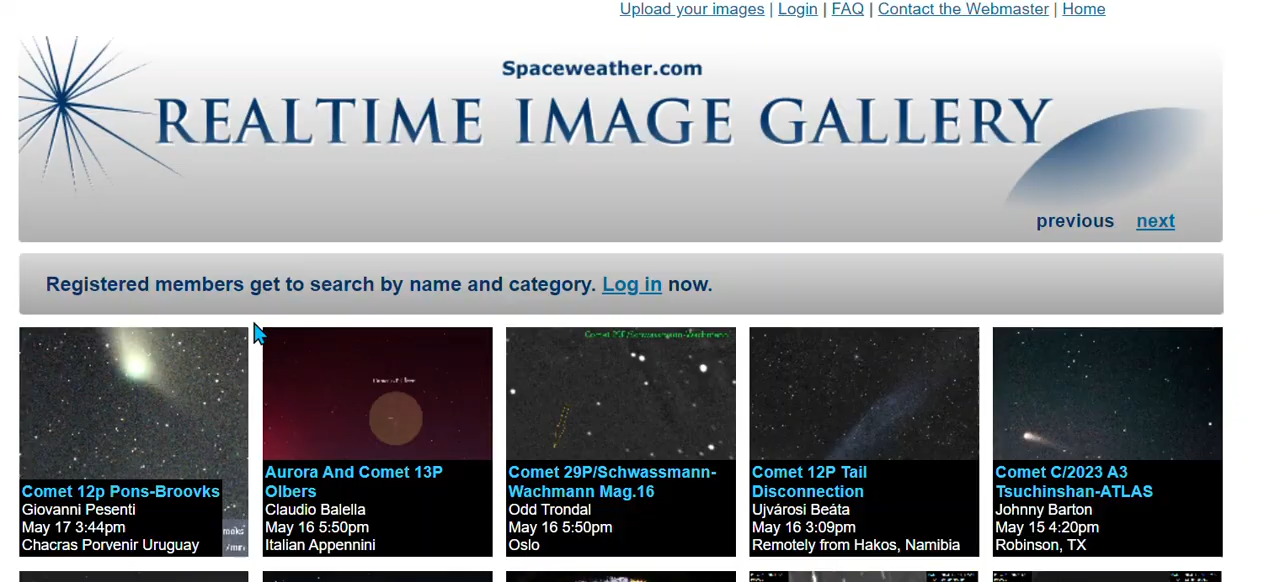 Upload your images | Login | FAQ | Contact the Webmaster | Home
Spaceweather.com
REALTIME IMAGE GALLERY
previous next
Registered members get to search by name and category. Log in now.
Comet 29P/Schwassmann-Wachmann
Comet 12p Pons-Broovks
Giovanni Pesenti
May 17 3:44pm
Chacras Porvenir Uruguay
Aurora And Comet 13P
Olbers
Claudio Balella
May 16 5:50pm
Italian Appennini
Comet 29P/Schwassmann-
Wachmann Mag.16
Odd Trondal
May 16 5:50pm
Oslo
Comet 12P Tail
Disconnection
Ujvárosi Beáta
May 16 3:09pm
Remotely from Hakos, Namibia
Comet C/2023 A3
Tsuchinshan-ATLAS
Johnny Barton
May 15 4:20pm
Robinson, TX